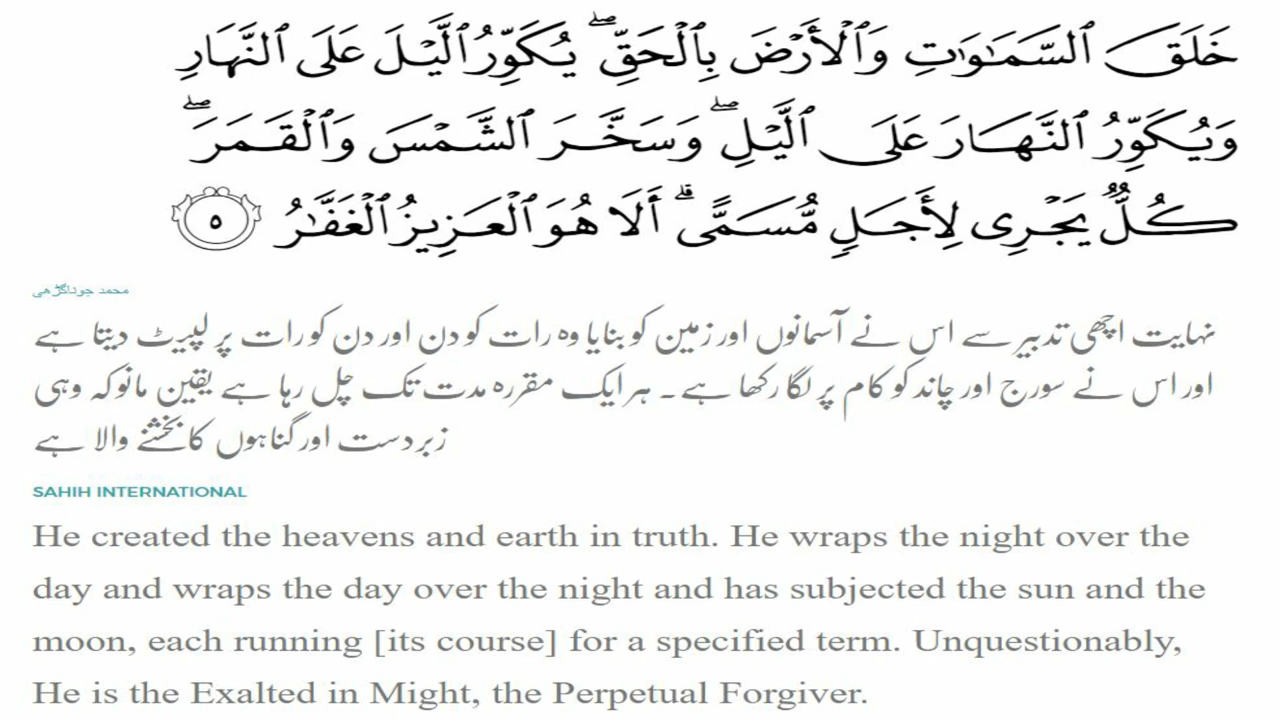 خَلَقَ ٱلسَّمَٰوَٰتِ وَٱلۡأَرۡضَ بِٱلۡحَقِّۖ يُكَوِّرُ ٱلَّيۡلَ عَلَى ٱلنَّهَارِ
وَيُكَوِّرُ ٱلنَّهَارَ عَلَى ٱلَّيۡلِۖ وَسَخَّرَ ٱلشَّمۡسَ وَٱلۡقَمَرَۖ
كُلّٞ يَجۡرِي لِأَجَلٖ مُّسَمًّىۗ أَلَا هُوَ ٱلۡعَزِيزُ ٱلۡغَفَّٰرُ ٥
محمد جوناگڑھی
نہایت اچھی تدبیر سے اس نے آسمانوں اور زمین کو بنایا وہ رات کو دن اور دن کو رات پر لپیٹ دیتا ہے
اور اس نے سورج اور چاند کو کام پر لگا رکھا ہے۔ ہر ایک مقرره مدت تک چل رہا ہے یقین مانو کہ وہی
زبردست اور گناہوں کا بخشنے والا ہے
SAHIH INTERNATIONAL
He created the heavens and earth in truth. He wraps the night over the
day and wraps the day over the night and has subjected the sun and the
moon, each running [its course] for a specified term. Unquestionably,
He is the Exalted in Might, the Perpetual Forgiver.